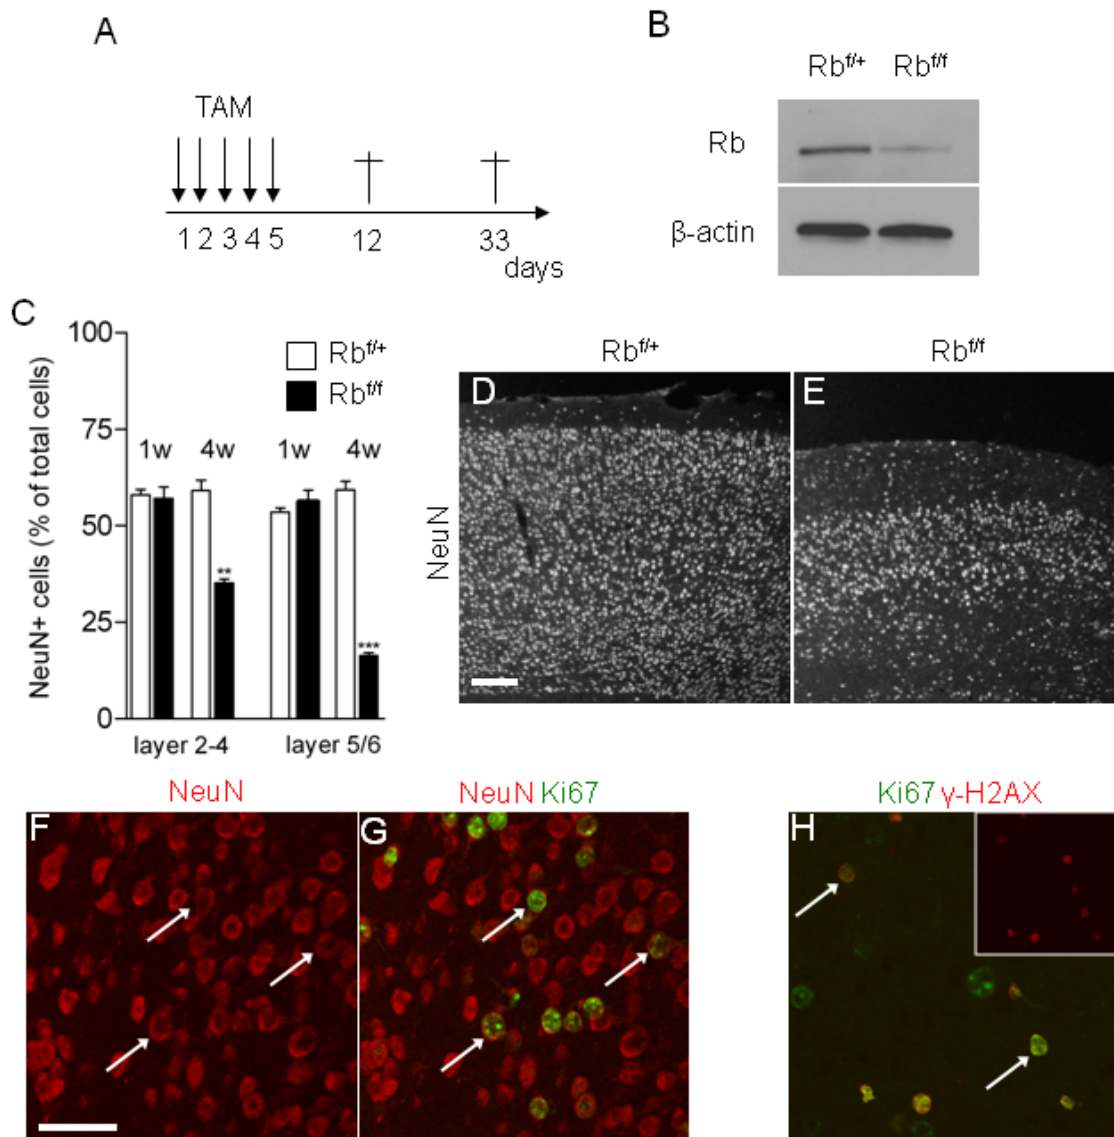 A
TAM
1 2 3 4 5 12 33
days
B
Rb^f/+ Rb^f/f
Rb
β-actin
C
100
75
50
25
0
NeuN+ cells (% of total cells)
Rb^f/+
Rb^f/f
1w 4w 1w 4w
**
***
layer 2-4 layer 5/6
Rb^f/+ Rb^f/f
NeuN
D
E
NeuN
NeuN Ki67
Ki67 γ-H2AX
F
G
H